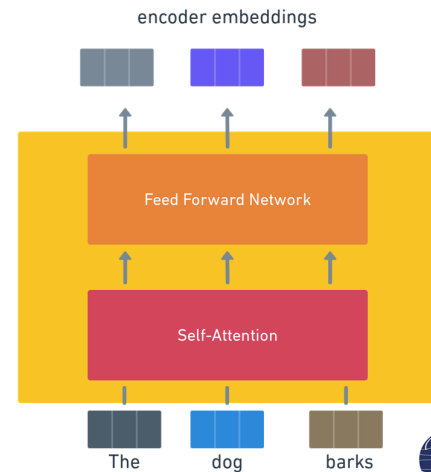 encoder embeddings
Feed Forward Network
Self-Attention
The dog barks